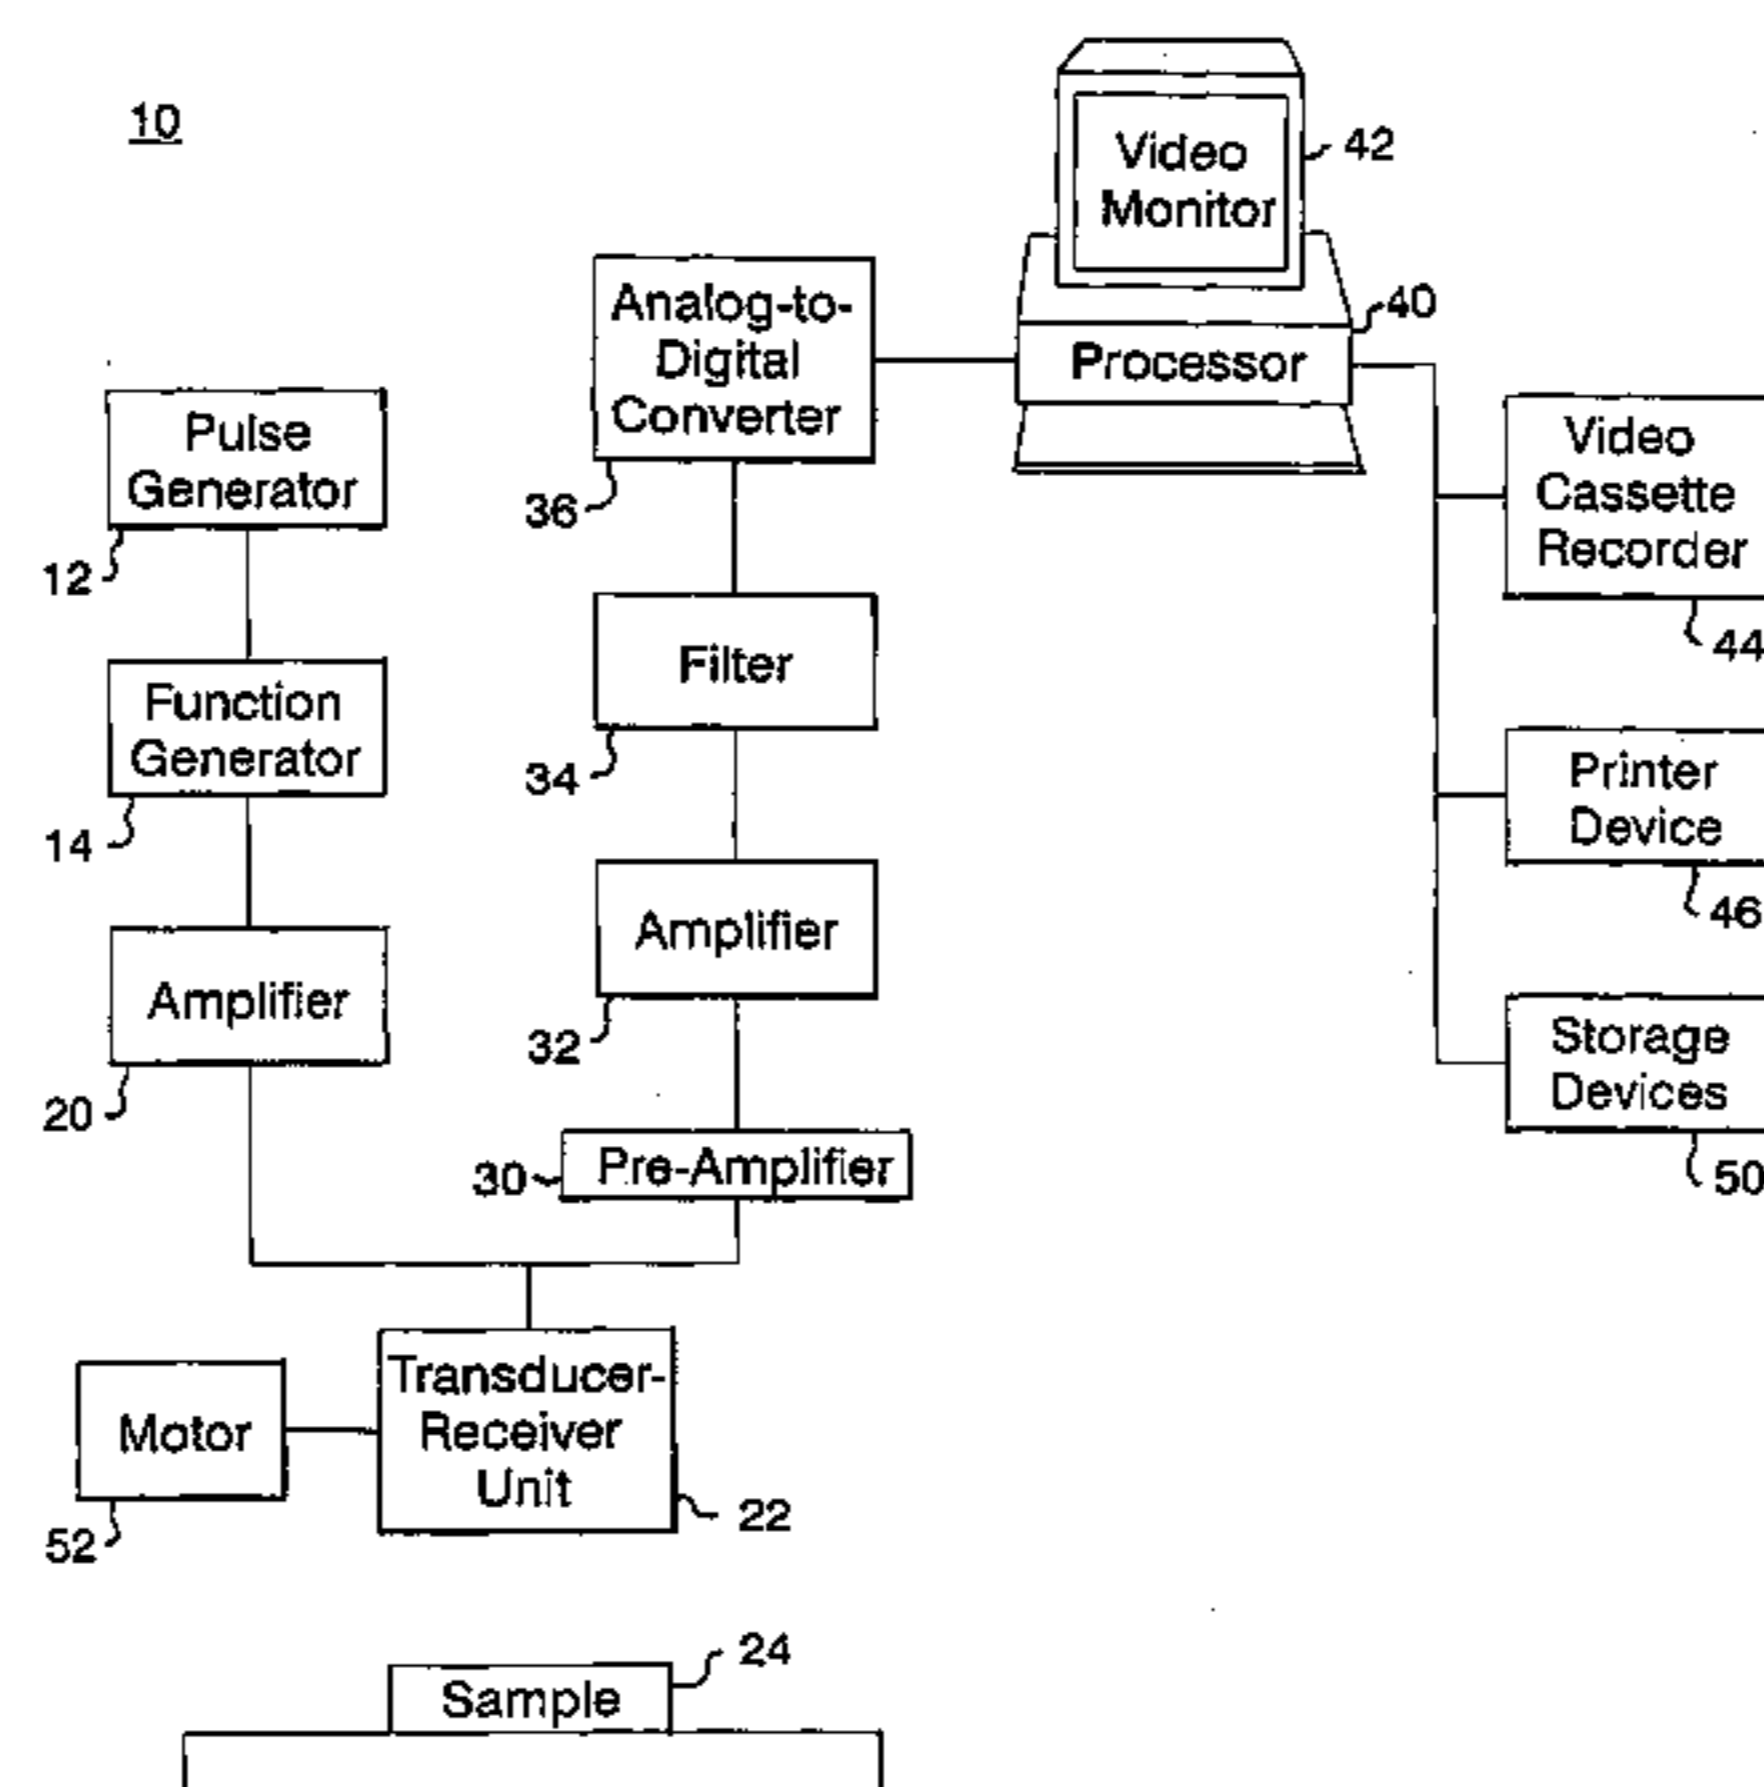 10
Video
Monitor
42
Analog-to-
Digital
Converter
36
Processor
40
Pulse
Generator
12
Video
Cassette
Recorder
44
Filter
34
Function
Generator
14
Printer
Device
46
Amplifier
32
Amplifier
20
Storage
Devices
50
30
Pre-Amplifier
Motor
52
Transducer-
Receiver
Unit
22
24
Sample